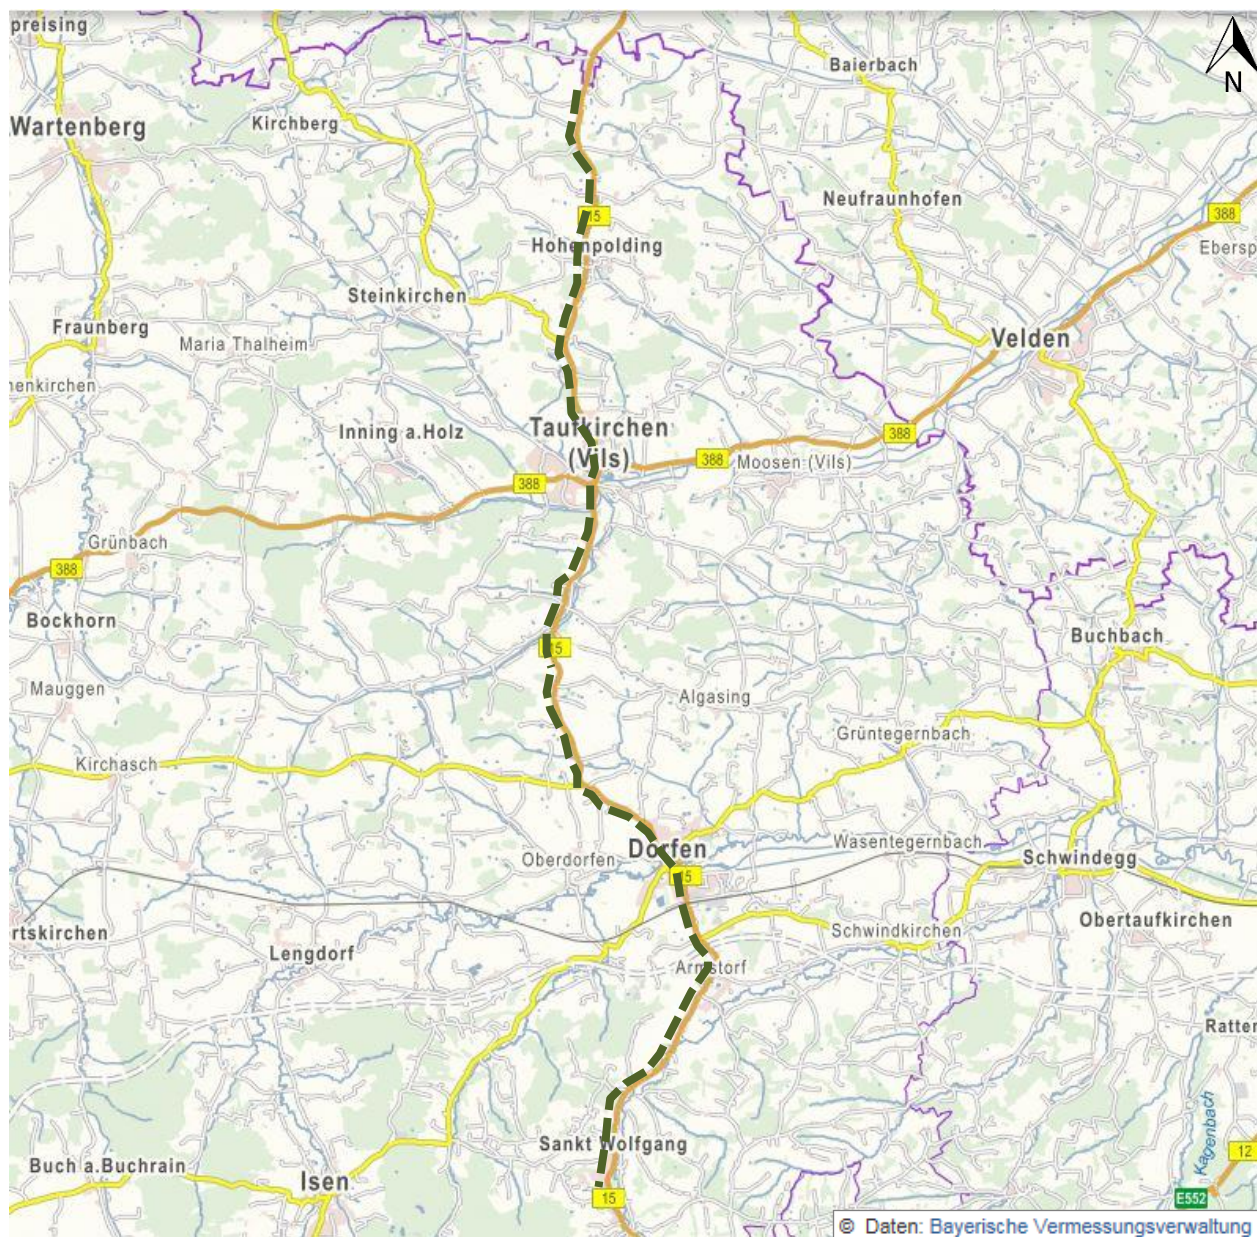 preising
N
Baierbach
Wartenberg
Kirchberg
Neufraunhofen
388
15
Hohenpolding
Ebersp
Steinkirchen
Fraunberg
Maria Thalheim
Velden
nenkirchen
Inning a.Holz
Taufkirchen
(Vils)
388
388
Moosen (Vils)
388
Grünbach
388
Bockhorn
Buchbach
15
Mauggen
Algasing
Grüntegernbach
Kirchasch
Dorfen
Oberdorfen
Wasentegernbach
Schwindegg
15
Obertaufkirchen
rtskirchen
Schwindkirchen
Lengdorf
Armstorf
Ratten
Kagenbach
Sankt Wolfgang
12
Buch a.Buchrain
Isen
15
E552
© Daten: Bayerische Vermessungsverwaltung